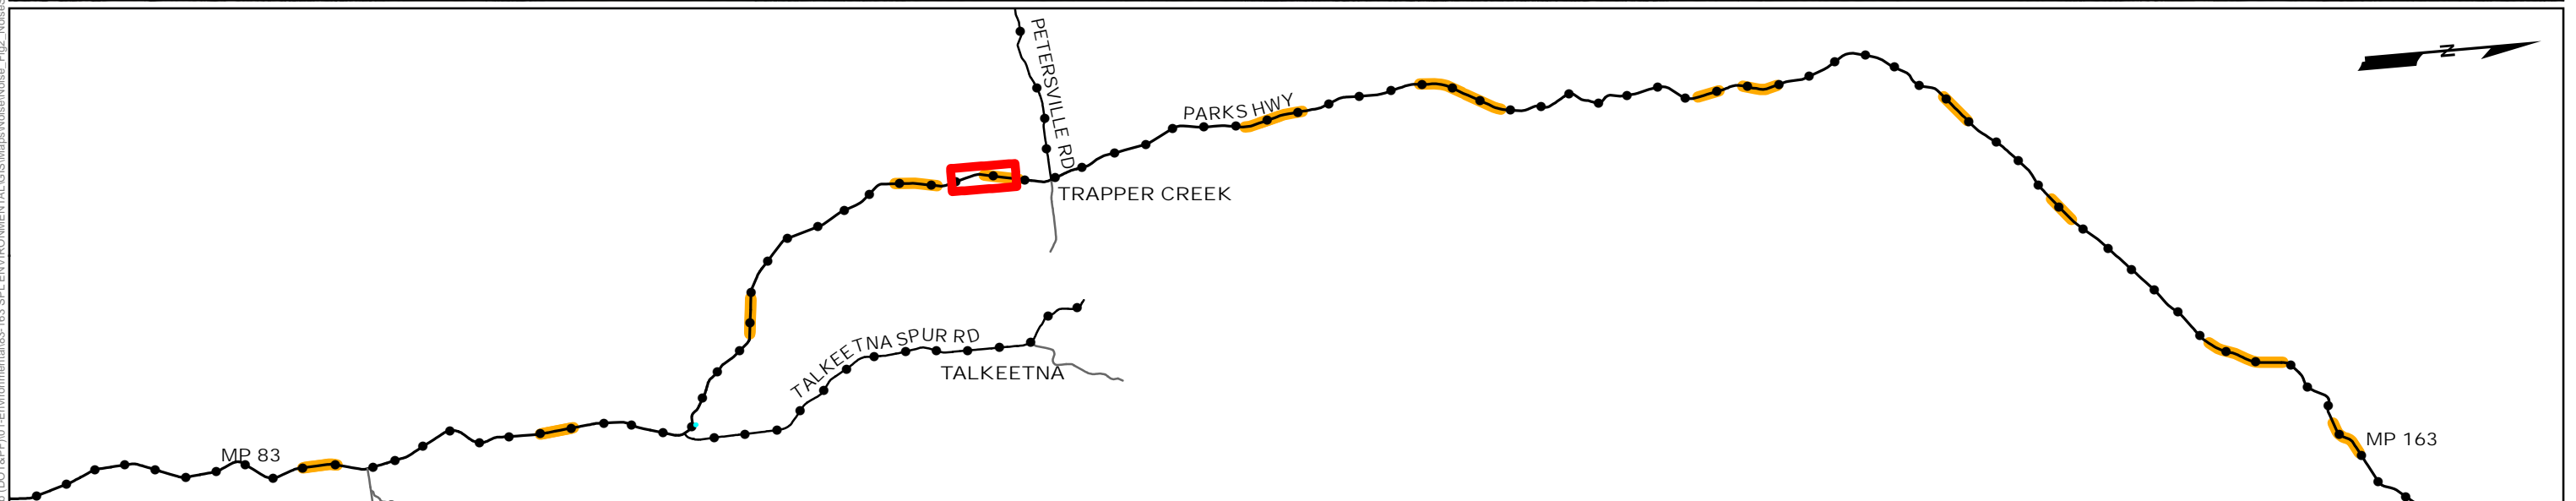 PETERSVILLE RD
N
PARKS HWY
TRAPPER CREEK
TALKEETNA SPUR RD
TALKEETNA
MP 83
MP 163